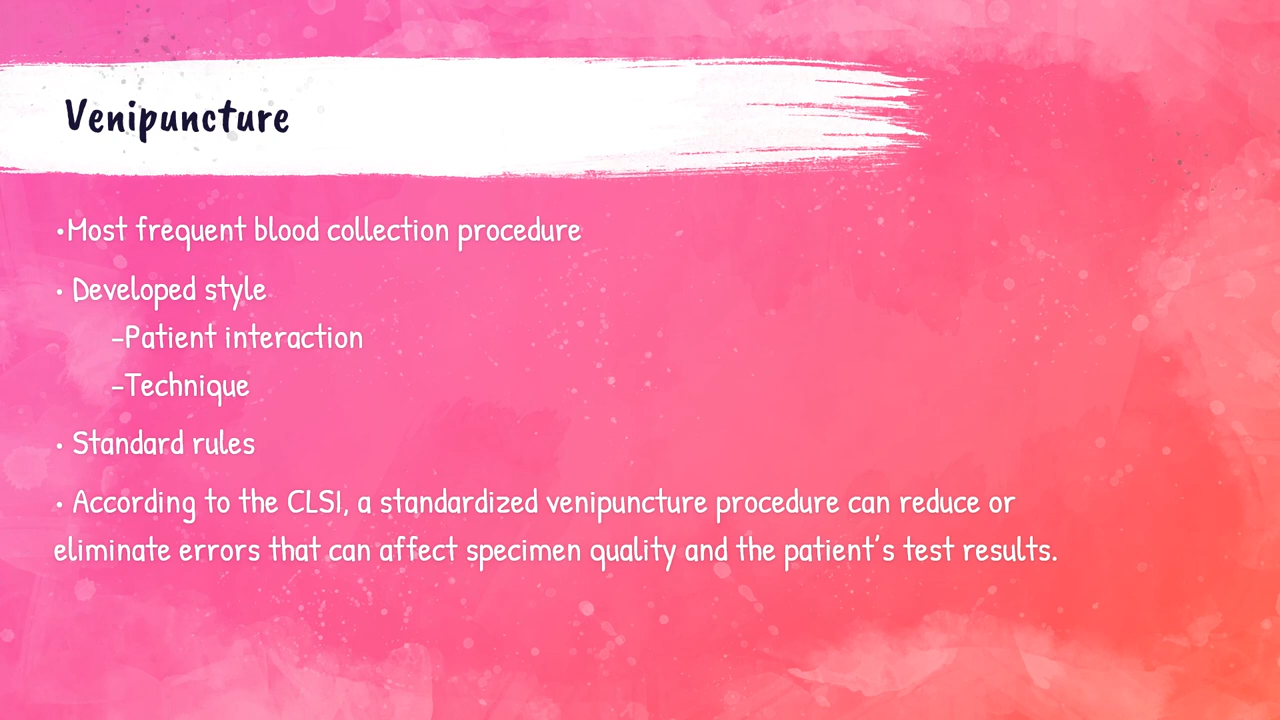 Venipuncture
•Most frequent blood collection procedure
• Developed style
–Patient interaction
–Technique
• Standard rules
• According to the CLSI, a standardized venipuncture procedure can reduce or
eliminate errors that can affect specimen quality and the patient’s test results.